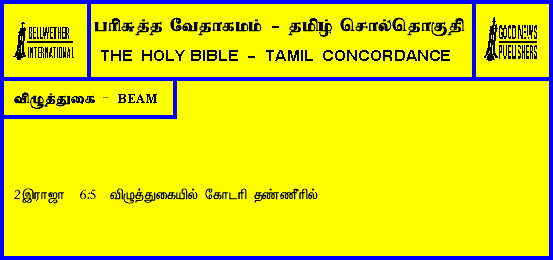 BELLWETHER
INTERNATIONAL
பரிசுத்த வேதாகமம் - தமிழ் சொல்தொகுதி
THE HOLY BIBLE - TAMIL CONCORDANCE
GOOD NEWS
PUBLISHERS
விழுத்துகை - BEAM
2இராஜா 6:5 விழுத்துகையில் கோடரி தண்ணீரில்